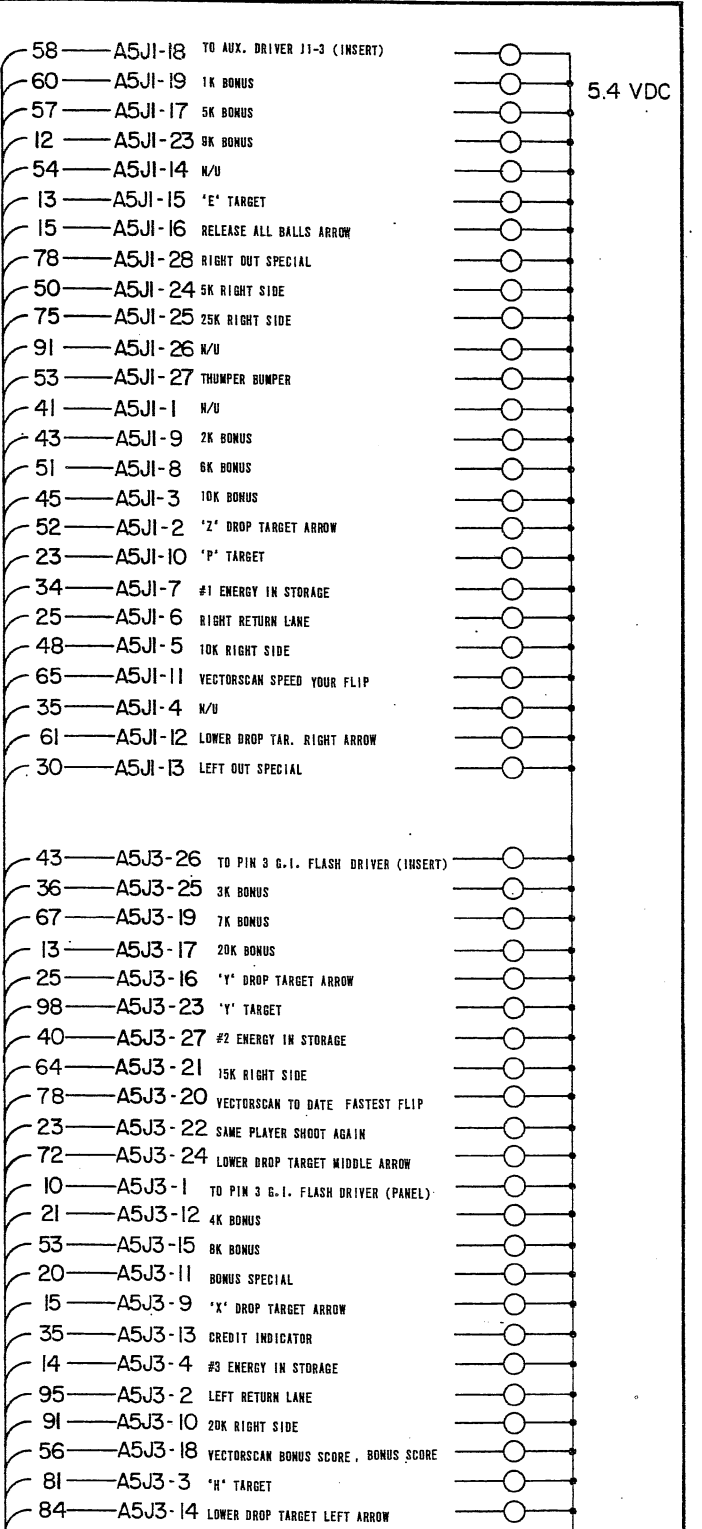 58 A5J1-18 TO AUX. DRIVER J1-3 (INSERT)
60 A5J1-19 1K BONUS
5.4 VDC
57 A5J1-17 5K BONUS
12 A5J1-23 9K BONUS
54 A5J1-14 N/U
13 A5J1-15 'E' TARGET
15 A5J1-16 RELEASE ALL BALLS ARROW
78 A5J1-28 RIGHT OUT SPECIAL
50 A5J1-24 5K RIGHT SIDE
75 A5J1-25 25K RIGHT SIDE
91 A5J1-26 N/U
53 A5J1-27 THUMPER BUMPER
41 A5J1-1 N/U
43 A5J1-9 2K BONUS
51 A5J1-8 6K BONUS
45 A5J1-3 10K BONUS
52 A5J1-2 'Z' DROP TARGET ARROW
23 A5J1-10 'P' TARGET
34 A5J1-7 #1 ENERGY IN STORAGE
25 A5J1-6 RIGHT RETURN LANE
48 A5J1-5 10K RIGHT SIDE
65 A5J1-11 VECTORSCAN SPEED YOUR FLIP
35 A5J1-4 N/U
61 A5J1-12 LOWER DROP TAR. RIGHT ARROW
30 A5J1-13 LEFT OUT SPECIAL
43 A5J3-26 TO PIN 3 G.I. FLASH DRIVER (INSERT)
36 A5J3-25 3K BONUS
67 A5J3-19 7K BONUS
13 A5J3-17 20K BONUS
25 A5J3-16 'Y' DROP TARGET ARROW
98 A5J3-23 'Y' TARGET
40 A5J3-27 #2 ENERGY IN STORAGE
64 A5J3-21 15K RIGHT SIDE
78 A5J3-20 VECTORSCAN TO DATE FASTEST FLIP
23 A5J3-22 SAME PLAYER SHOOT AGAIN
72 A5J3-24 LOWER DROP TARGET MIDDLE ARROW
10 A5J3-1 TO PIN 3 G.I. FLASH DRIVER (PANEL)
21 A5J3-12 4K BONUS
53 A5J3-15 8K BONUS
20 A5J3-11 BONUS SPECIAL
15 A5J3-9 'X' DROP TARGET ARROW
35 A5J3-13 CREDIT INDICATOR
14 A5J3-4 #3 ENERGY IN STORAGE
95 A5J3-2 LEFT RETURN LANE
91 A5J3-10 20K RIGHT SIDE
56 A5J3-18 VECTORSCAN BONUS SCORE, BONUS SCORE
81 A5J3-3 'H' TARGET
84 A5J3-14 LOWER DROP TARGET LEFT ARROW